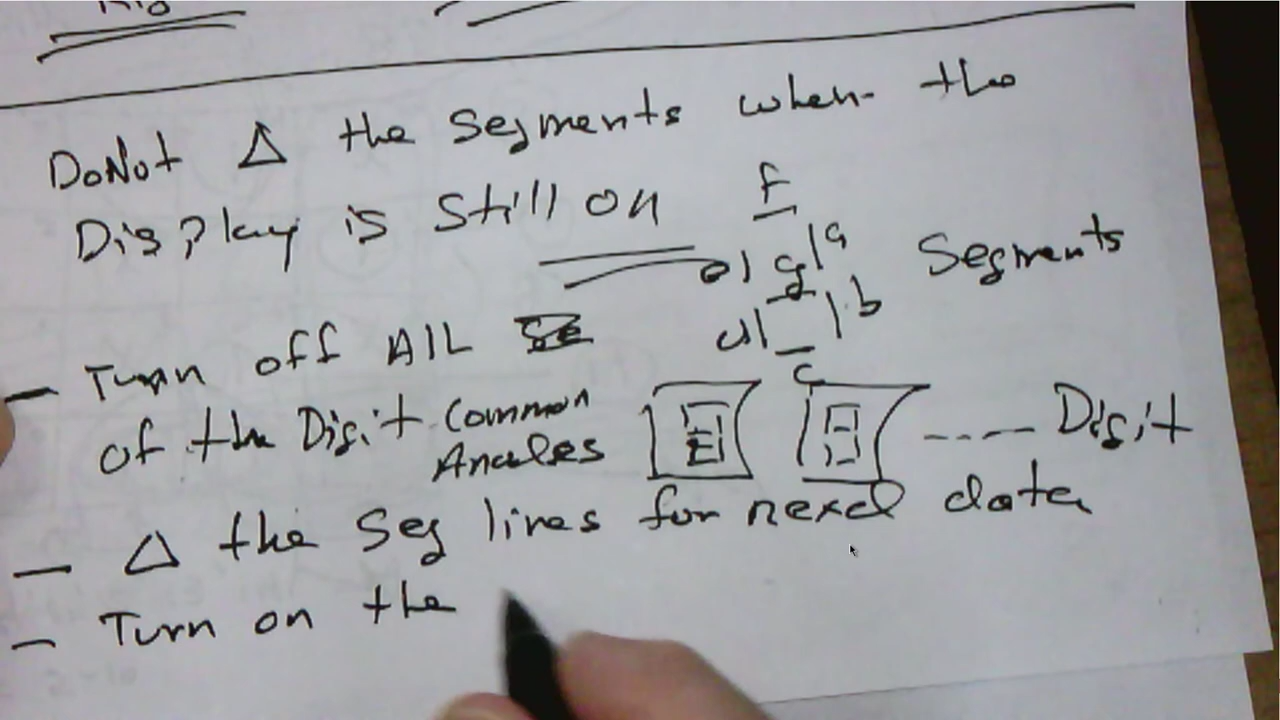 DoNot Δ the Segments when the
Display is still on
F
e g a Segments
d b
c
— Turn off All
of the Digit Common
Anodes
---- Digit
— Δ the Seg lines for next data
— Turn on the